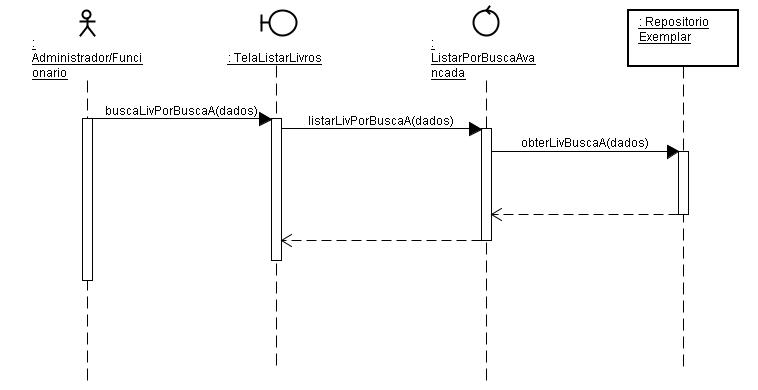 :
Administrador/Funci
onario
: TelaListarLivros
:
ListarPorBuscaAva
ncada
: Repositorio
Exemplar
buscaLivPorBuscaA(dados)
listarLivPorBuscaA(dados)
obterLivBuscaA(dados)